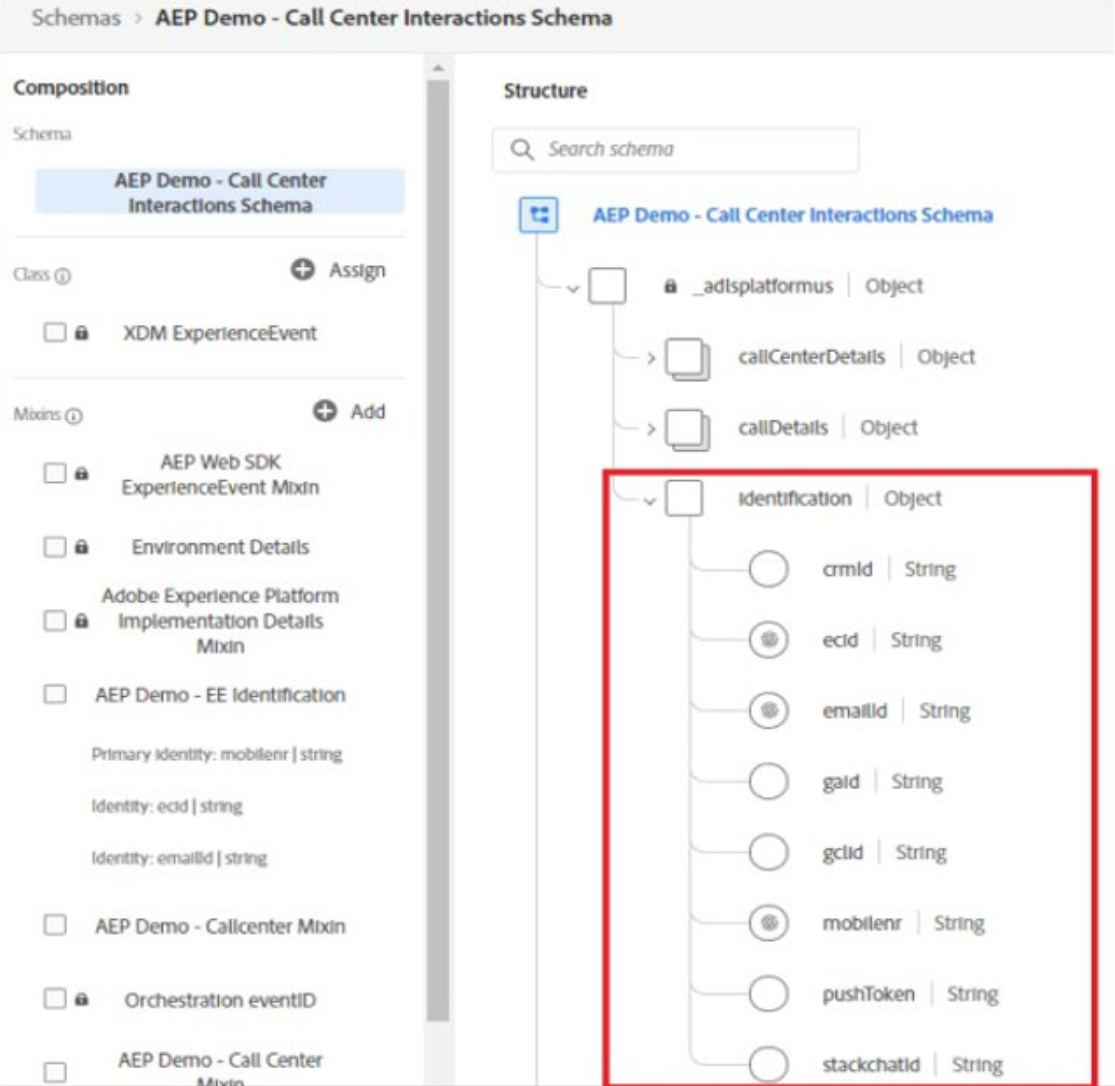 Schemas > AEP Demo - Call Center Interactions Schema
Composition
Schema
AEP Demo - Call Center
Interactions Schema
Class
Assign
XDM ExperienceEvent
Mixins
Add
AEP Web SDK
ExperienceEvent Mixin
Environment Details
Adobe Experience Platform
Implementation Details
Mixin
AEP Demo - EE Identification
Primary Identity: mobilenr | string
Identity: ecid | string
Identity: emailId | string
AEP Demo - Callcenter Mixin
Orchestration eventID
AEP Demo - Call Center
Mixin
Structure
Search schema
AEP Demo - Call Center Interactions Schema
_adlsplatformus | Object
callCenterDetails | Object
callDetails | Object
identification | Object
crmId | String
ecid | String
emailId | String
gaid | String
gclid | String
mobilenr | String
pushToken | String
stackchatId | String